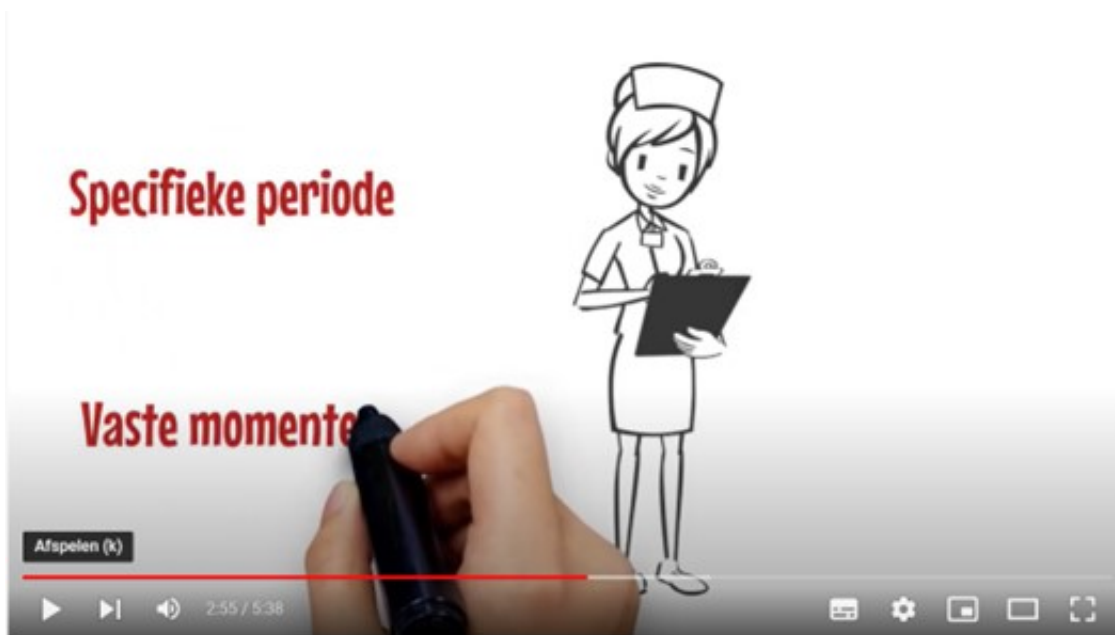 Specifieke periode
Vaste momente
Afspelen (k)
2:55 / 5:38